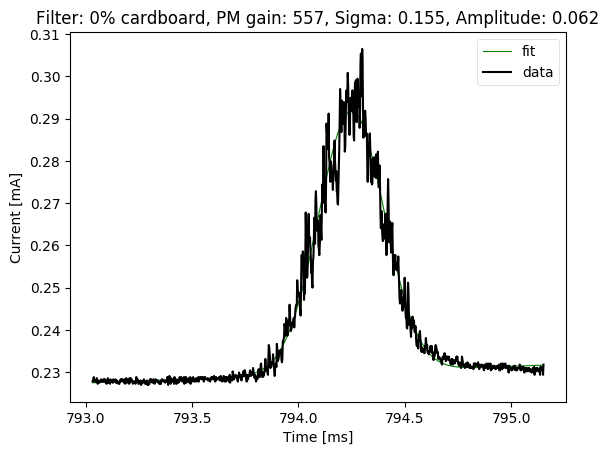 Filter: 0% cardboard, PM gain: 557, Sigma: 0.155, Amplitude: 0.062
fit
data
Current [mA]
0.31
0.30
0.29
0.28
0.27
0.26
0.25
0.24
0.23
793.0 793.5 794.0 794.5 795.0
Time [ms]